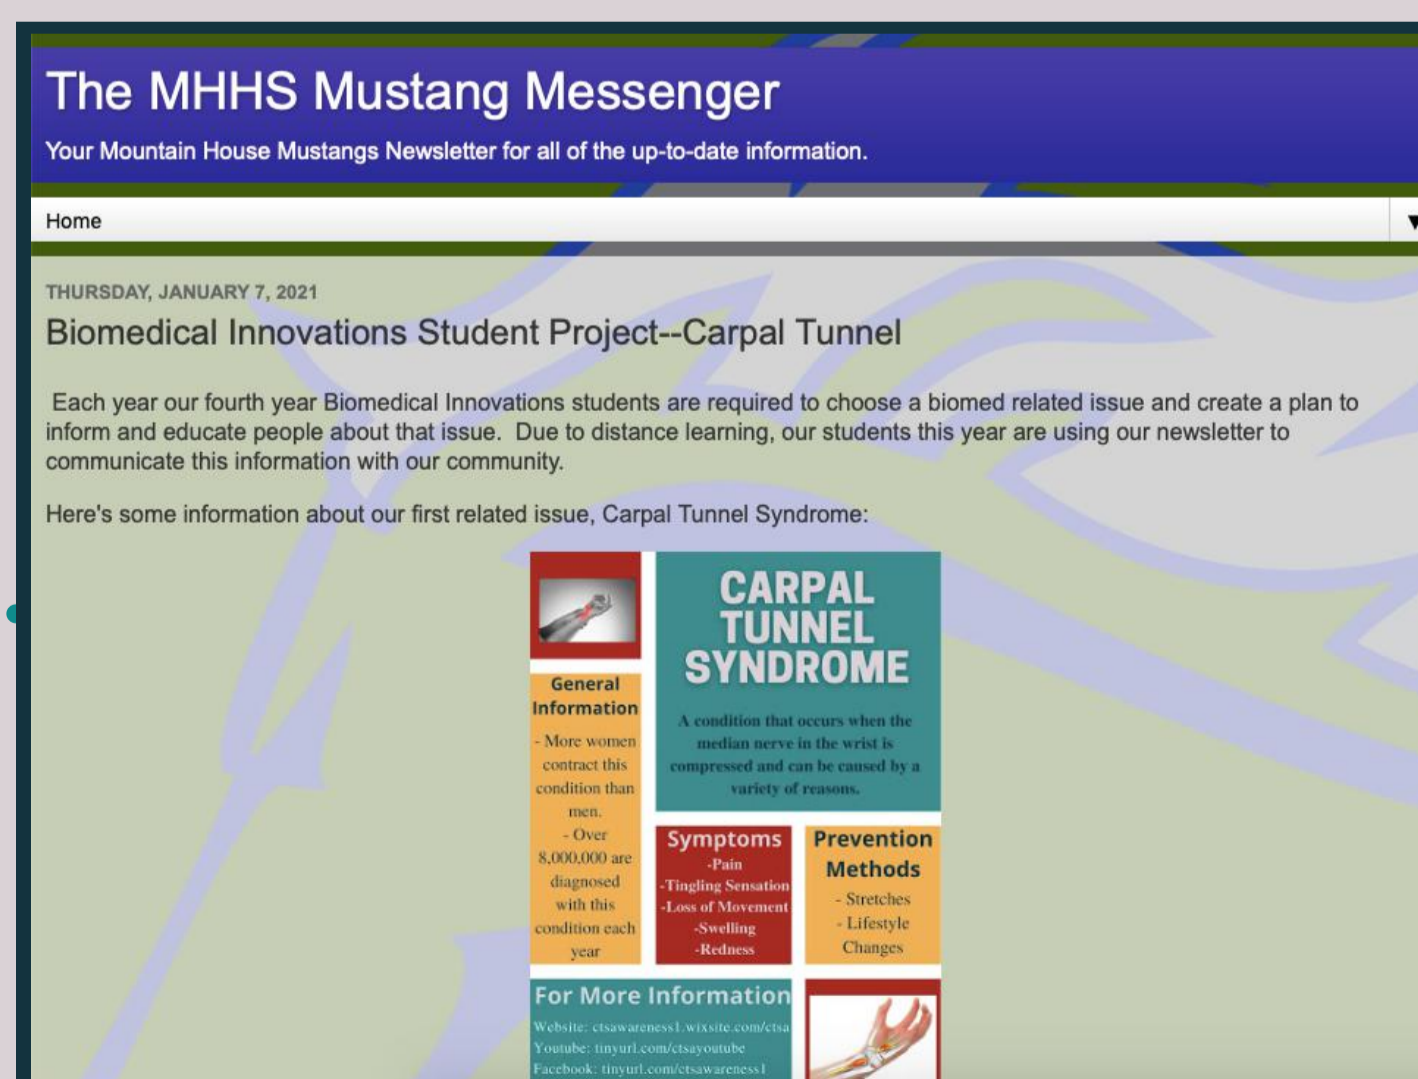 The MHHS Mustang Messenger
Your Mountain House Mustangs Newsletter for all of the up-to-date information.
Home
THURSDAY, JANUARY 7, 2021
Biomedical Innovations Student Project--Carpal Tunnel
Each year our fourth year Biomedical Innovations students are required to choose a biomed related issue and create a plan to
inform and educate people about that issue.  Due to distance learning, our students this year are using our newsletter to
communicate this information with our community.
Here's some information about our first related issue, Carpal Tunnel Syndrome:
CARPAL
TUNNEL
SYNDROME
A condition that occurs when the
median nerve in the wrist is
compressed and can be caused by a
variety of reasons.
General
Information
- More women
contract this
condition than
men.
- Over
8,000,000 are
diagnosed
with this
condition each
year
Symptoms
-Pain
-Tingling Sensation
-Loss of Movement
-Swelling
-Redness
Prevention
Methods
- Stretches
- Lifestyle
Changes
For More Information
Website: ctsawareness1.wixsite.com/ctsa
Youtube: tinyurl.com/ctsayoutube
Facebook: tinyurl.com/ctsawareness1